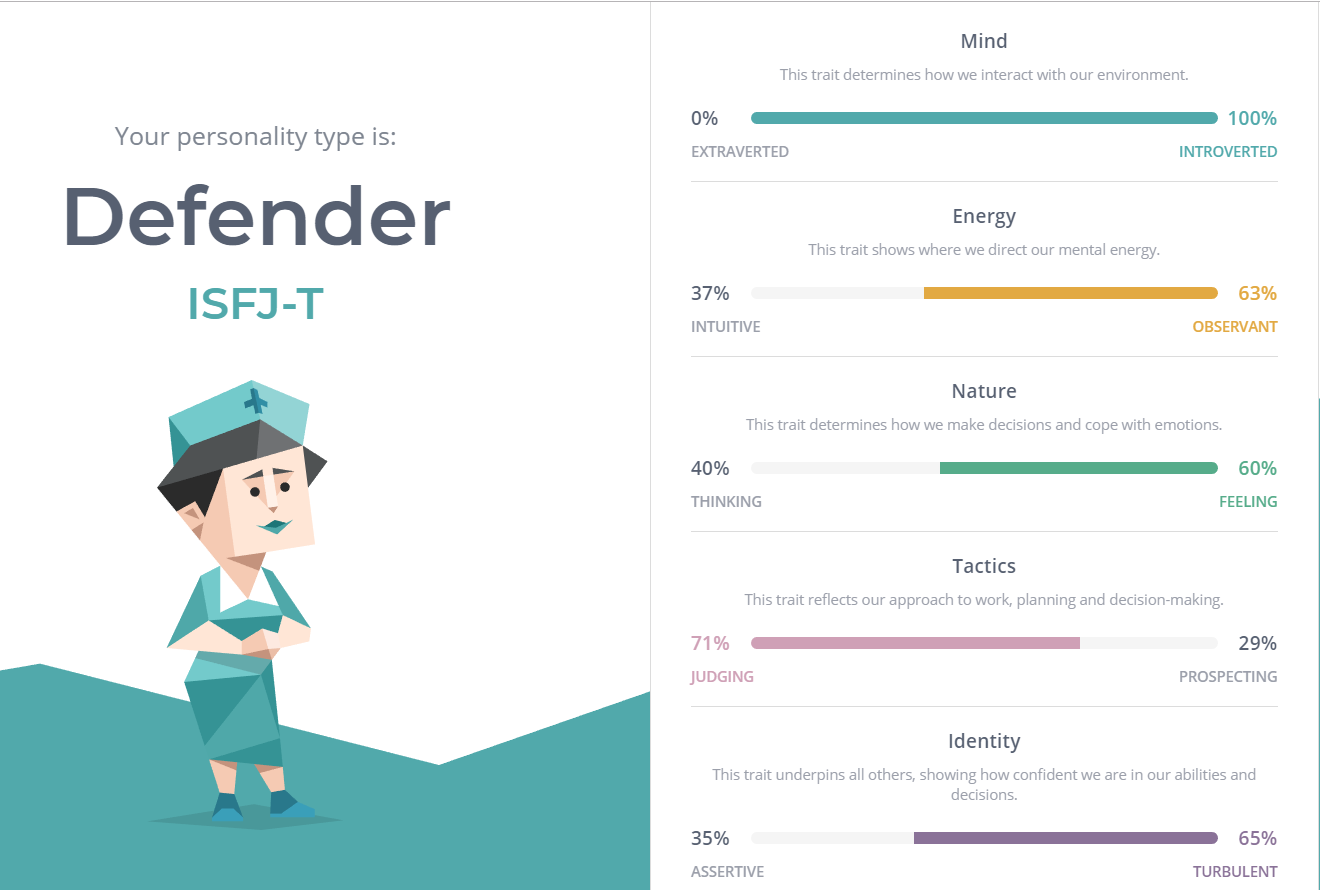 Your personality type is:
Defender
ISFJ-T
Mind
This trait determines how we interact with our environment.
0% 100%
EXTRAVERTED INTROVERTED
Energy
This trait shows where we direct our mental energy.
37% 63%
INTUITIVE OBSERVANT
Nature
This trait determines how we make decisions and cope with emotions.
40% 60%
THINKING FEELING
Tactics
This trait reflects our approach to work, planning and decision-making.
71% 29%
JUDGING PROSPECTING
Identity
This trait underpins all others, showing how confident we are in our abilities and
decisions.
35% 65%
ASSERTIVE TURBULENT